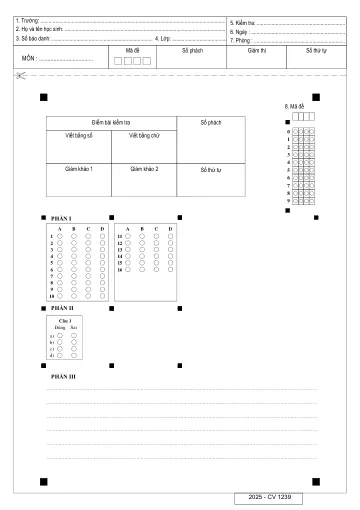 1. Trường: ........................................................................
2. Họ và tên học sinh: ........................................................................
3. Số báo danh: ........................................ 4. Lớp: ........................
5. Kiểm tra: ........................................
6. Ngày : ........................................
7. Phòng : ........................................
MÔN : ................................
Mã đề
Số phách
Giám thị
Số thứ tự
8. Mã đề
Điểm bài kiểm tra
Số phách
Viết bằng số
Viết bằng chữ
Giám khảo 1
Giám khảo 2
Số thứ tự
0
1
2
3
4
5
6
7
8
9
PHẦN I
A B C D
1
2
3
4
5
6
7
8
9
10
A B C D
11
12
13
14
15
16
PHẦN II
Câu 1
Đúng Sai
a)
b)
c)
d)
PHẦN III
2025 - CV 1239